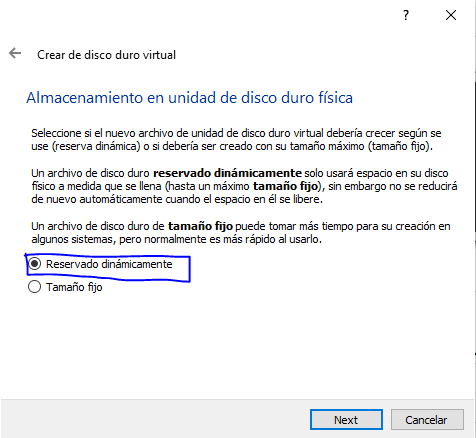 ?
Crear de disco duro virtual
Almacenamiento en unidad de disco duro física
Seleccione si el nuevo archivo de unidad de disco duro virtual debería crecer según se
use (reserva dinámica) o si debería ser creado con su tamaño máximo (tamaño fijo).
Un archivo de disco duro reservado dinámicamente solo usará espacio en su disco
físico a medida que se llena (hasta un máximo tamaño fijo), sin embargo no se reducirá
de nuevo automáticamente cuando el espacio en él se libere.
Un archivo de disco duro de tamaño fijo puede tomar más tiempo para su creación en
algunos sistemas, pero normalmente es más rápido al usarlo.
Reservado dinámicamente
Tamaño fijo
Next
Cancelar